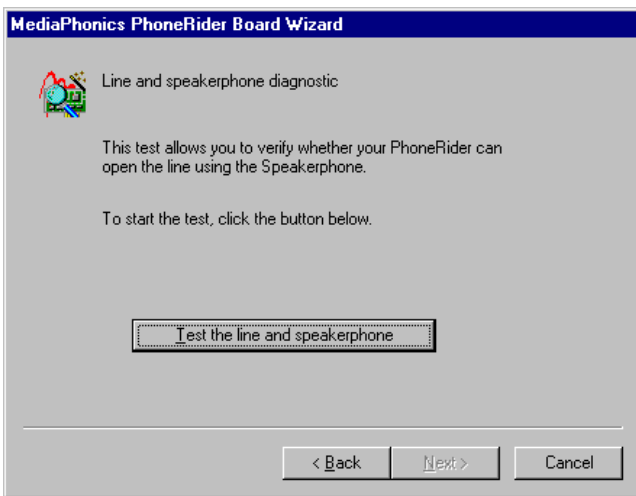 MediaPhonics PhoneRider Board Wizard
Line and speakerphone diagnostic
This test allows you to verify whether your PhoneRider can
open the line using the Speakerphone.
To start the test, click the button below.
Test the line and speakerphone
< Back
Next >
Cancel